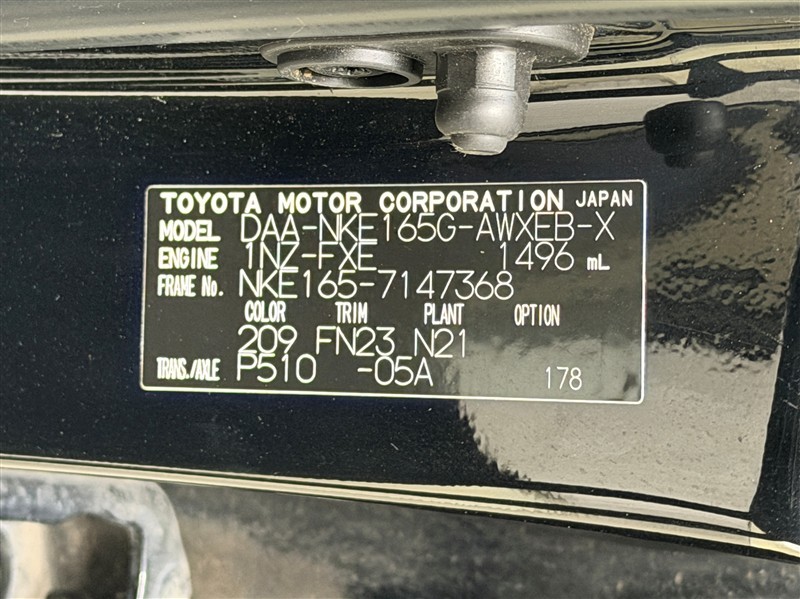 TOYOTA MOTOR CORPORATION JAPAN
MODEL DAA-NKE165G-AWXEB-X
ENGINE 1NZ-FXE 1496 mL
FRAME No. NKE165-7147368
COLOR TRIM PLANT OPTION
209 FN23 N21
TRANS./AXLE P510 -05A 178